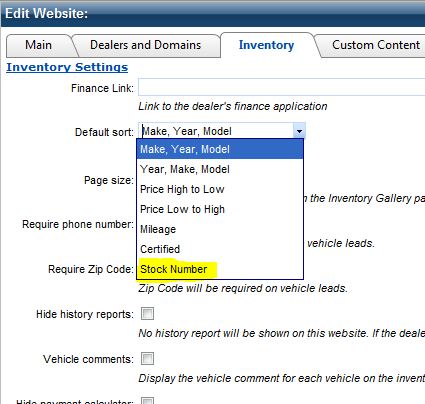 Edit Website:
Main Dealers and Domains Inventory Custom Content
Inventory Settings
Finance Link:
Link to the dealer's finance application
Default sort: Make, Year, Model
Make, Year, Model
Year, Make, Model
Page size:
Price High to Low
n the Inventory Gallery pa
Price Low to High
Require phone number:
Mileage
vehicle leads.
Certified
Require Zip Code:
Stock Number
Zip Code will be required on vehicle leads.
Hide history reports:
No history report will be shown on this website. If the deale
Vehicle comments:
Display the vehicle comment for each vehicle on the invent
Hide payment calculator: